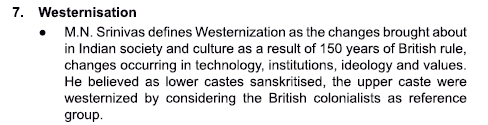 7. Westernisation
• M.N. Srinivas defines Westernization as the changes brought about
in Indian society and culture as a result of 150 years of British rule,
changes occurring in technology, institutions, ideology and values.
He believed as lower castes sanskritised, the upper caste were
westernized by considering the British colonialists as reference
group.